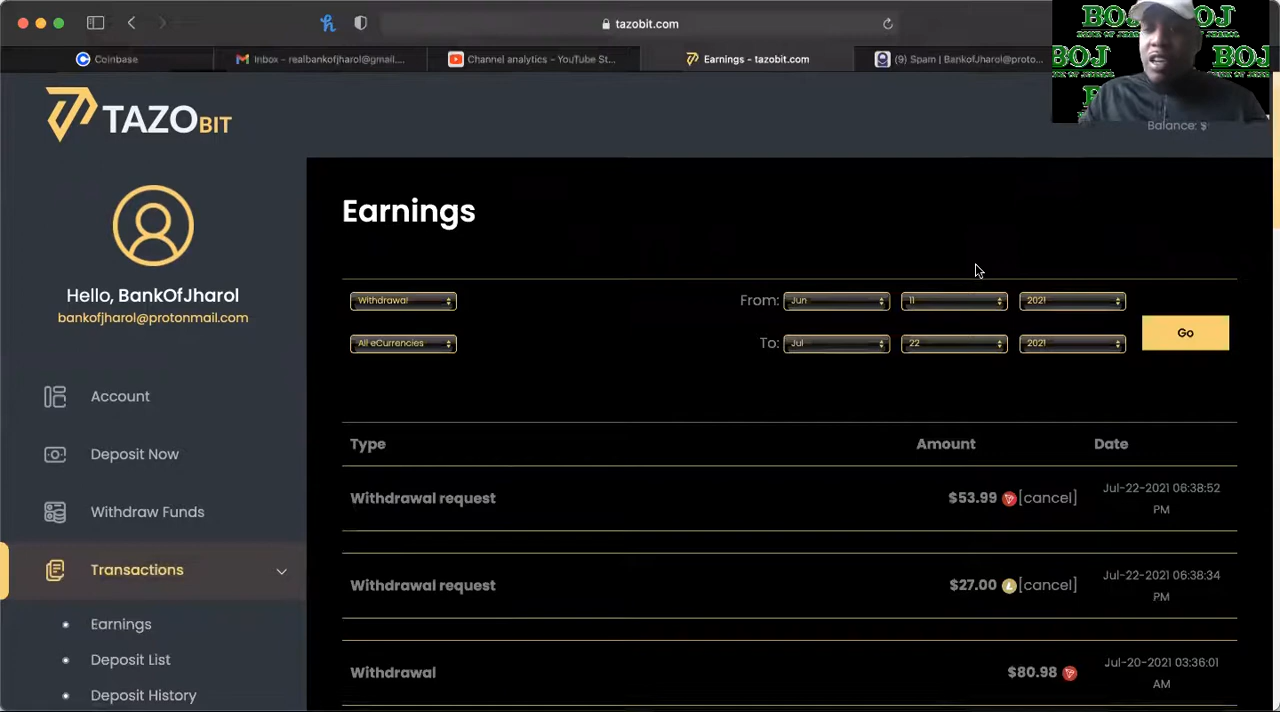 tazobit.com
Coinbase
Inbox – realbankofjharol@gmail....
Channel analytics - YouTube St...
Earnings - tazobit.com
(9) Spam | BankofJharol@proto...
BOJ
BOJ
BOJ
BOJ
TAZOBIT
Balance: $
Hello, BankOfJharol
bankofjharol@protonmail.com
Account
Deposit Now
Withdraw Funds
Transactions
Earnings
Deposit List
Deposit History
Earnings
Withdrawal
From: Jun 11 2021
All eCurrencies
To: Jul 22 2021
Go
Type Amount Date
Withdrawal request $53.99 [cancel] Jul-22-2021 06:38:52
PM
Withdrawal request $27.00 [cancel] Jul-22-2021 06:38:34
PM
Withdrawal $80.98 Jul-20-2021 03:36:01
AM